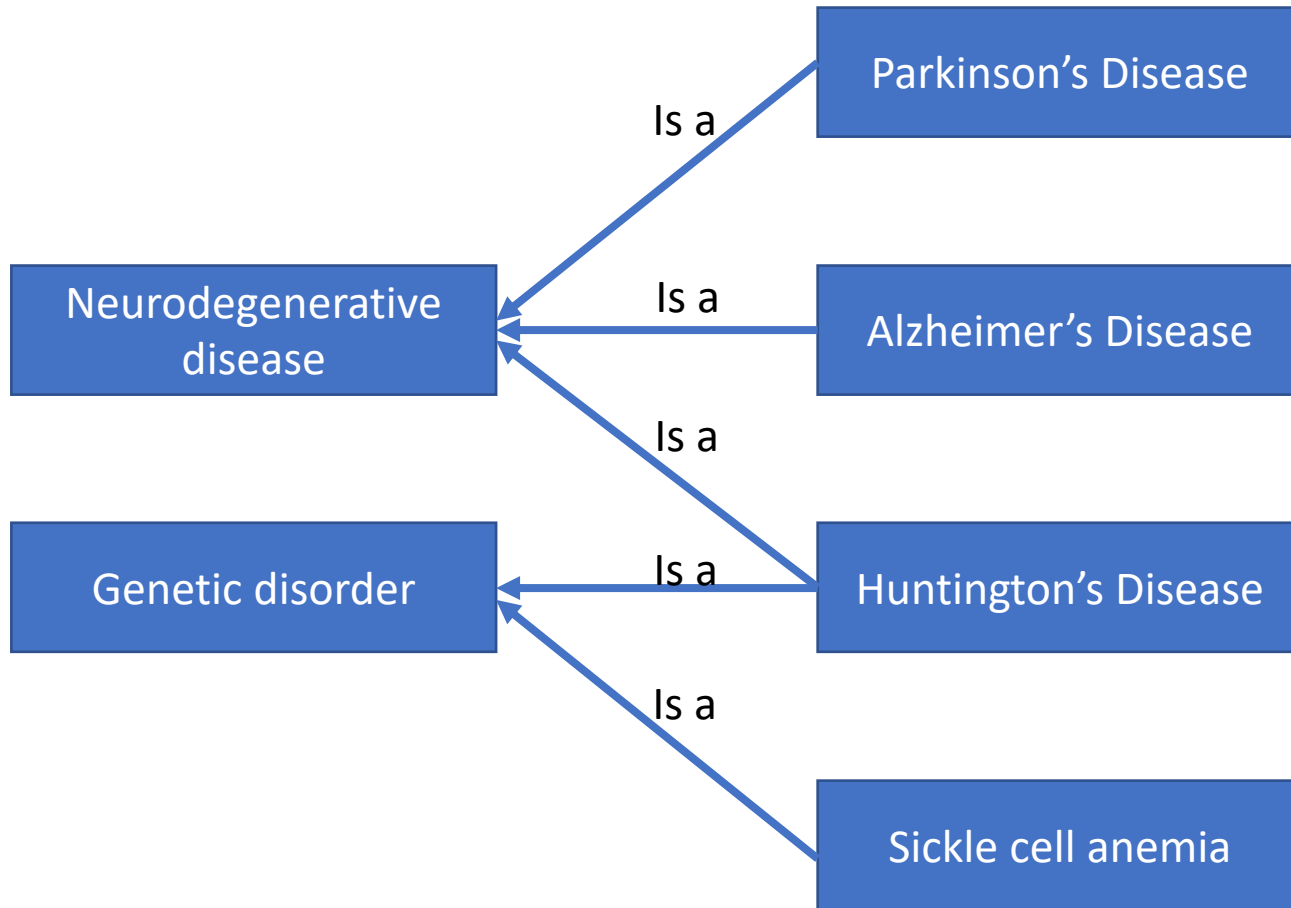 Parkinson’s Disease
Is a
Neurodegenerative
disease
Is a
Alzheimer’s Disease
Is a
Genetic disorder
Is a
Huntington’s Disease
Is a
Sickle cell anemia